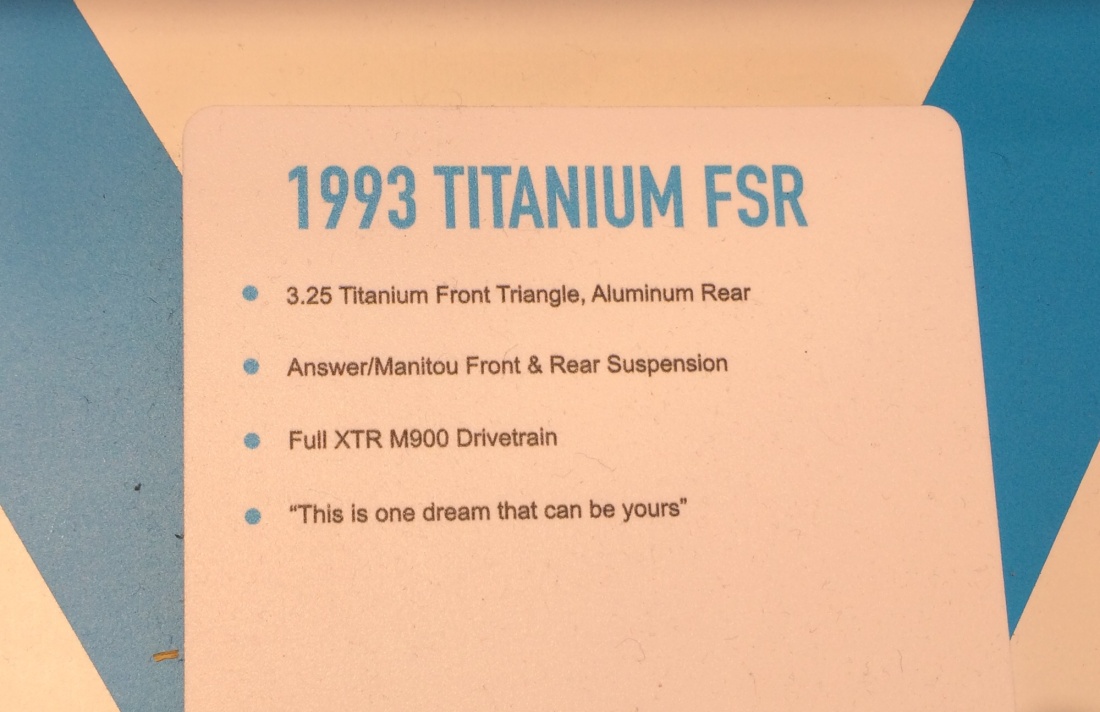 1993 TITANIUM FSR
3.25 Titanium Front Triangle, Aluminum Rear
Answer/Manitou Front & Rear Suspension
Full XTR M900 Drivetrain
“This is one dream that can be yours”